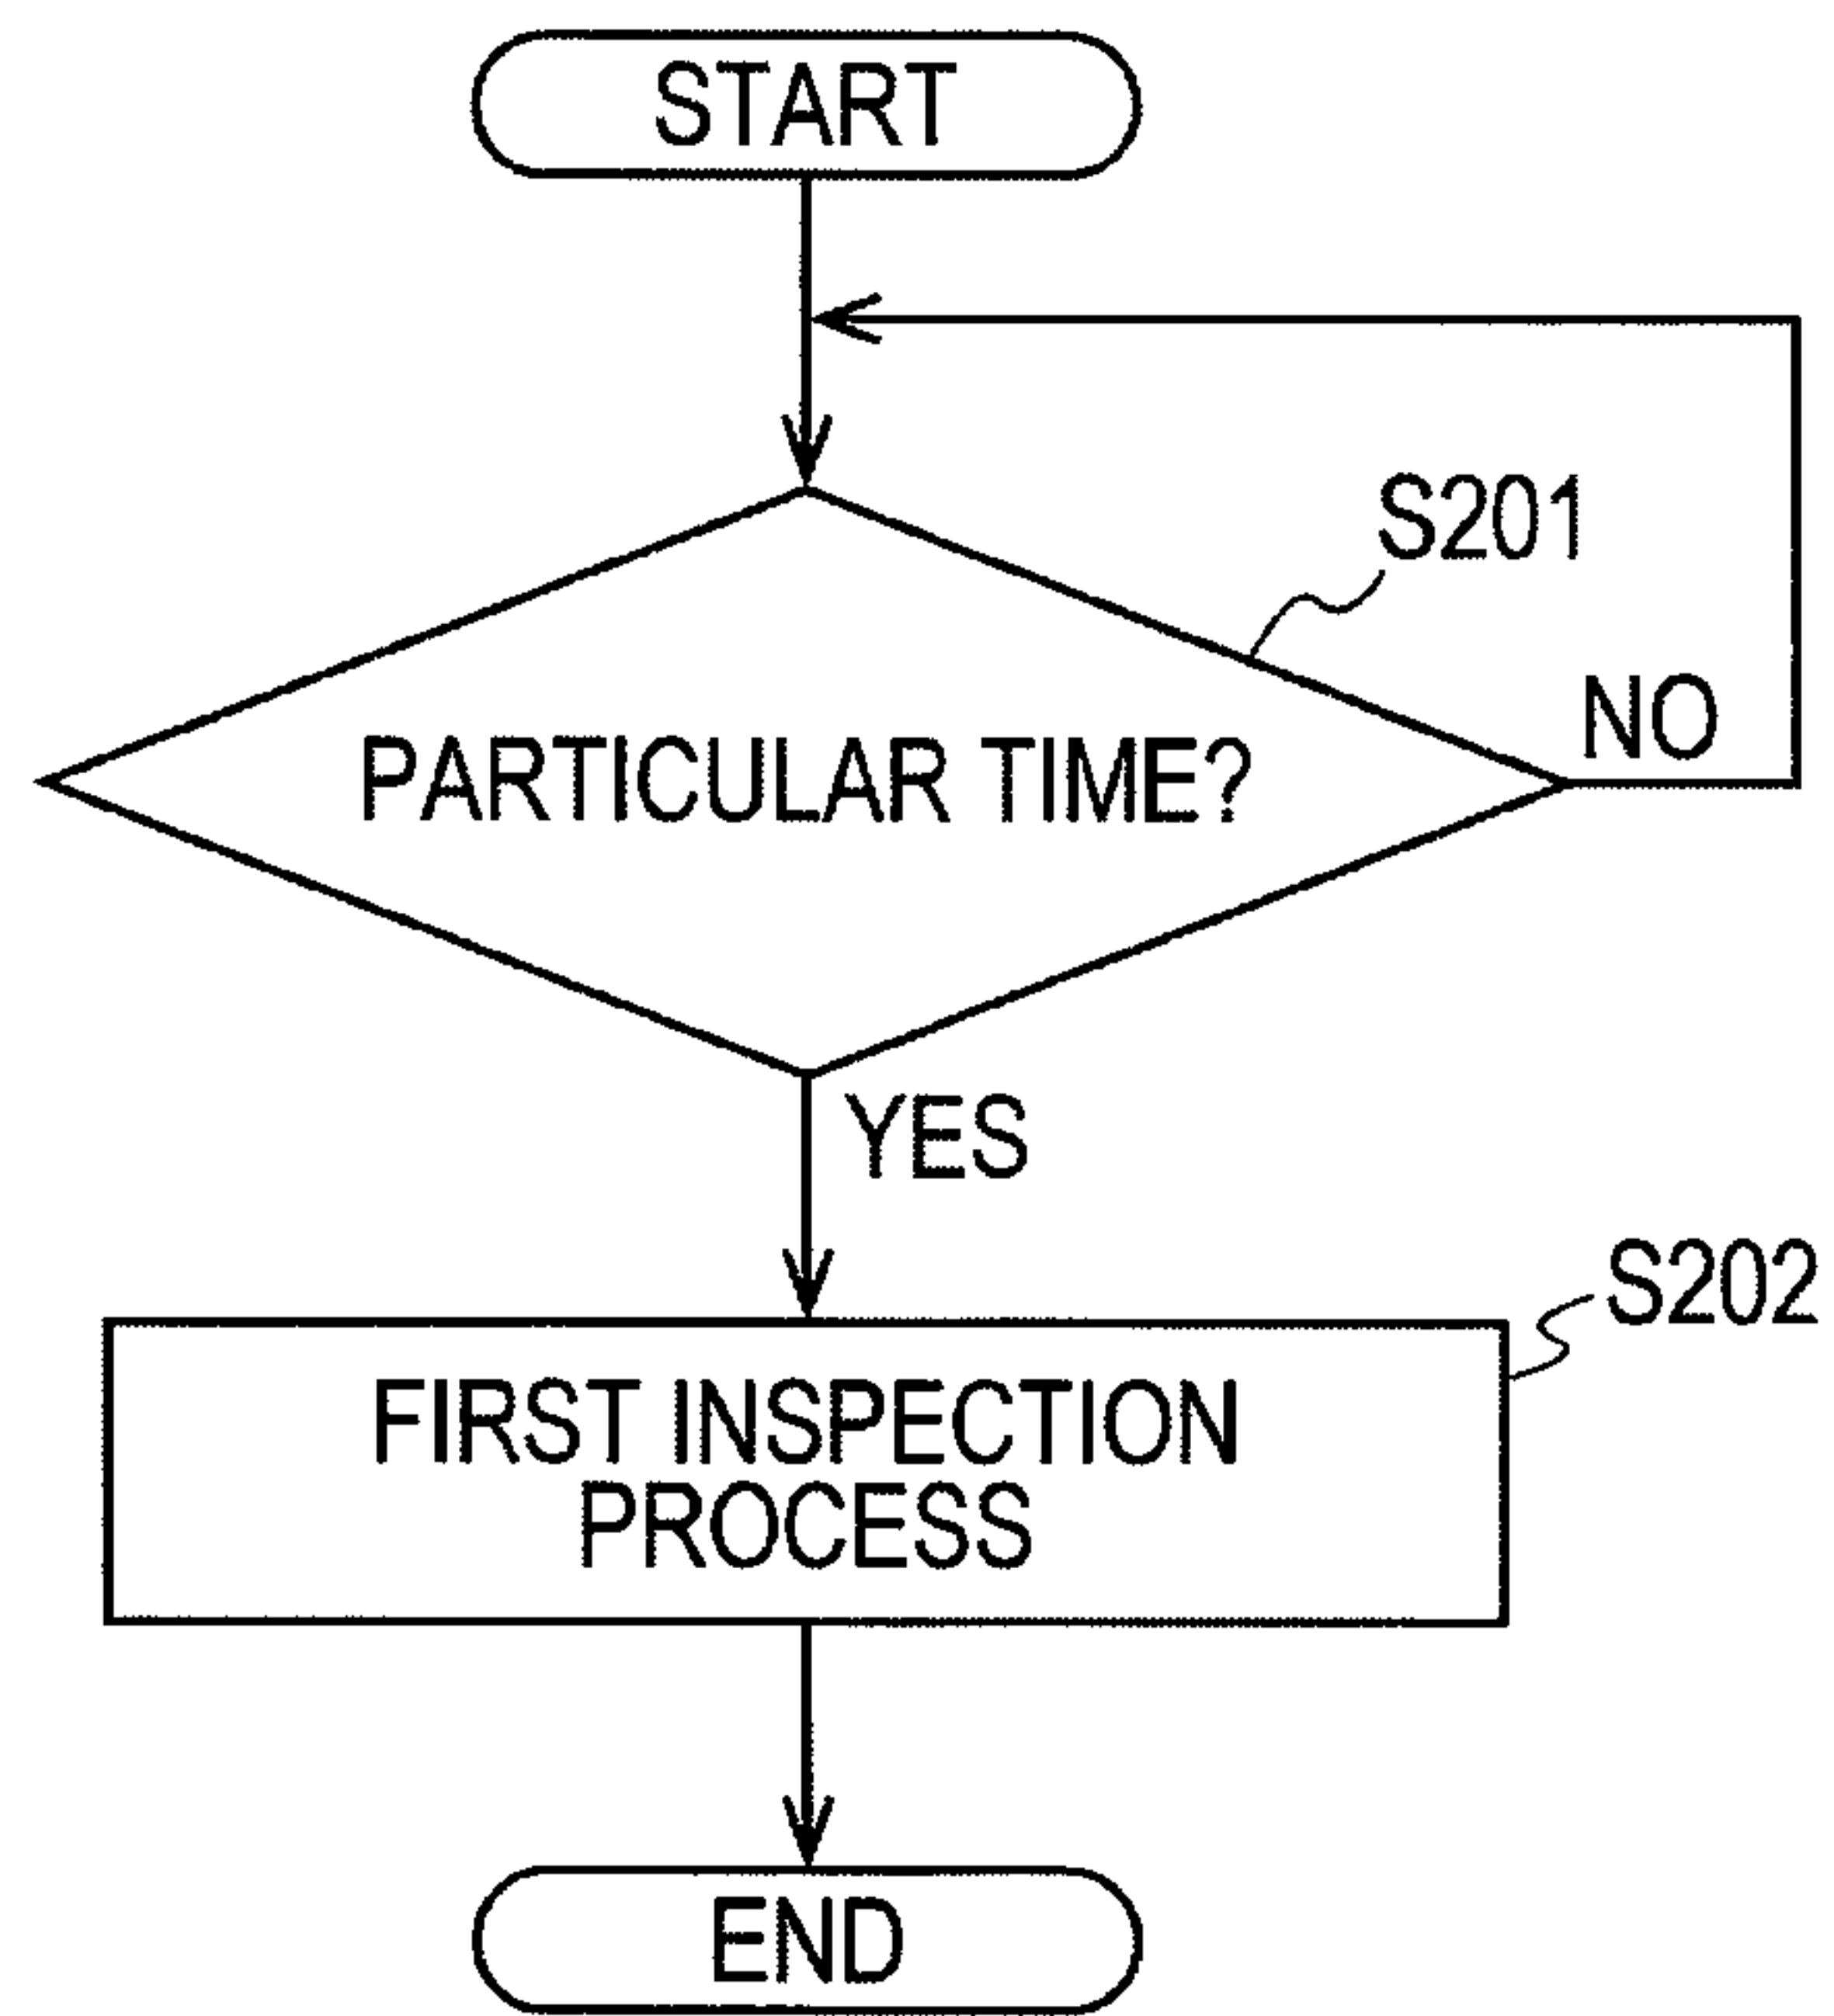 START
S201
NO
PARTICULAR TIME?
YES
S202
FIRST INSPECTION
PROCESS
END